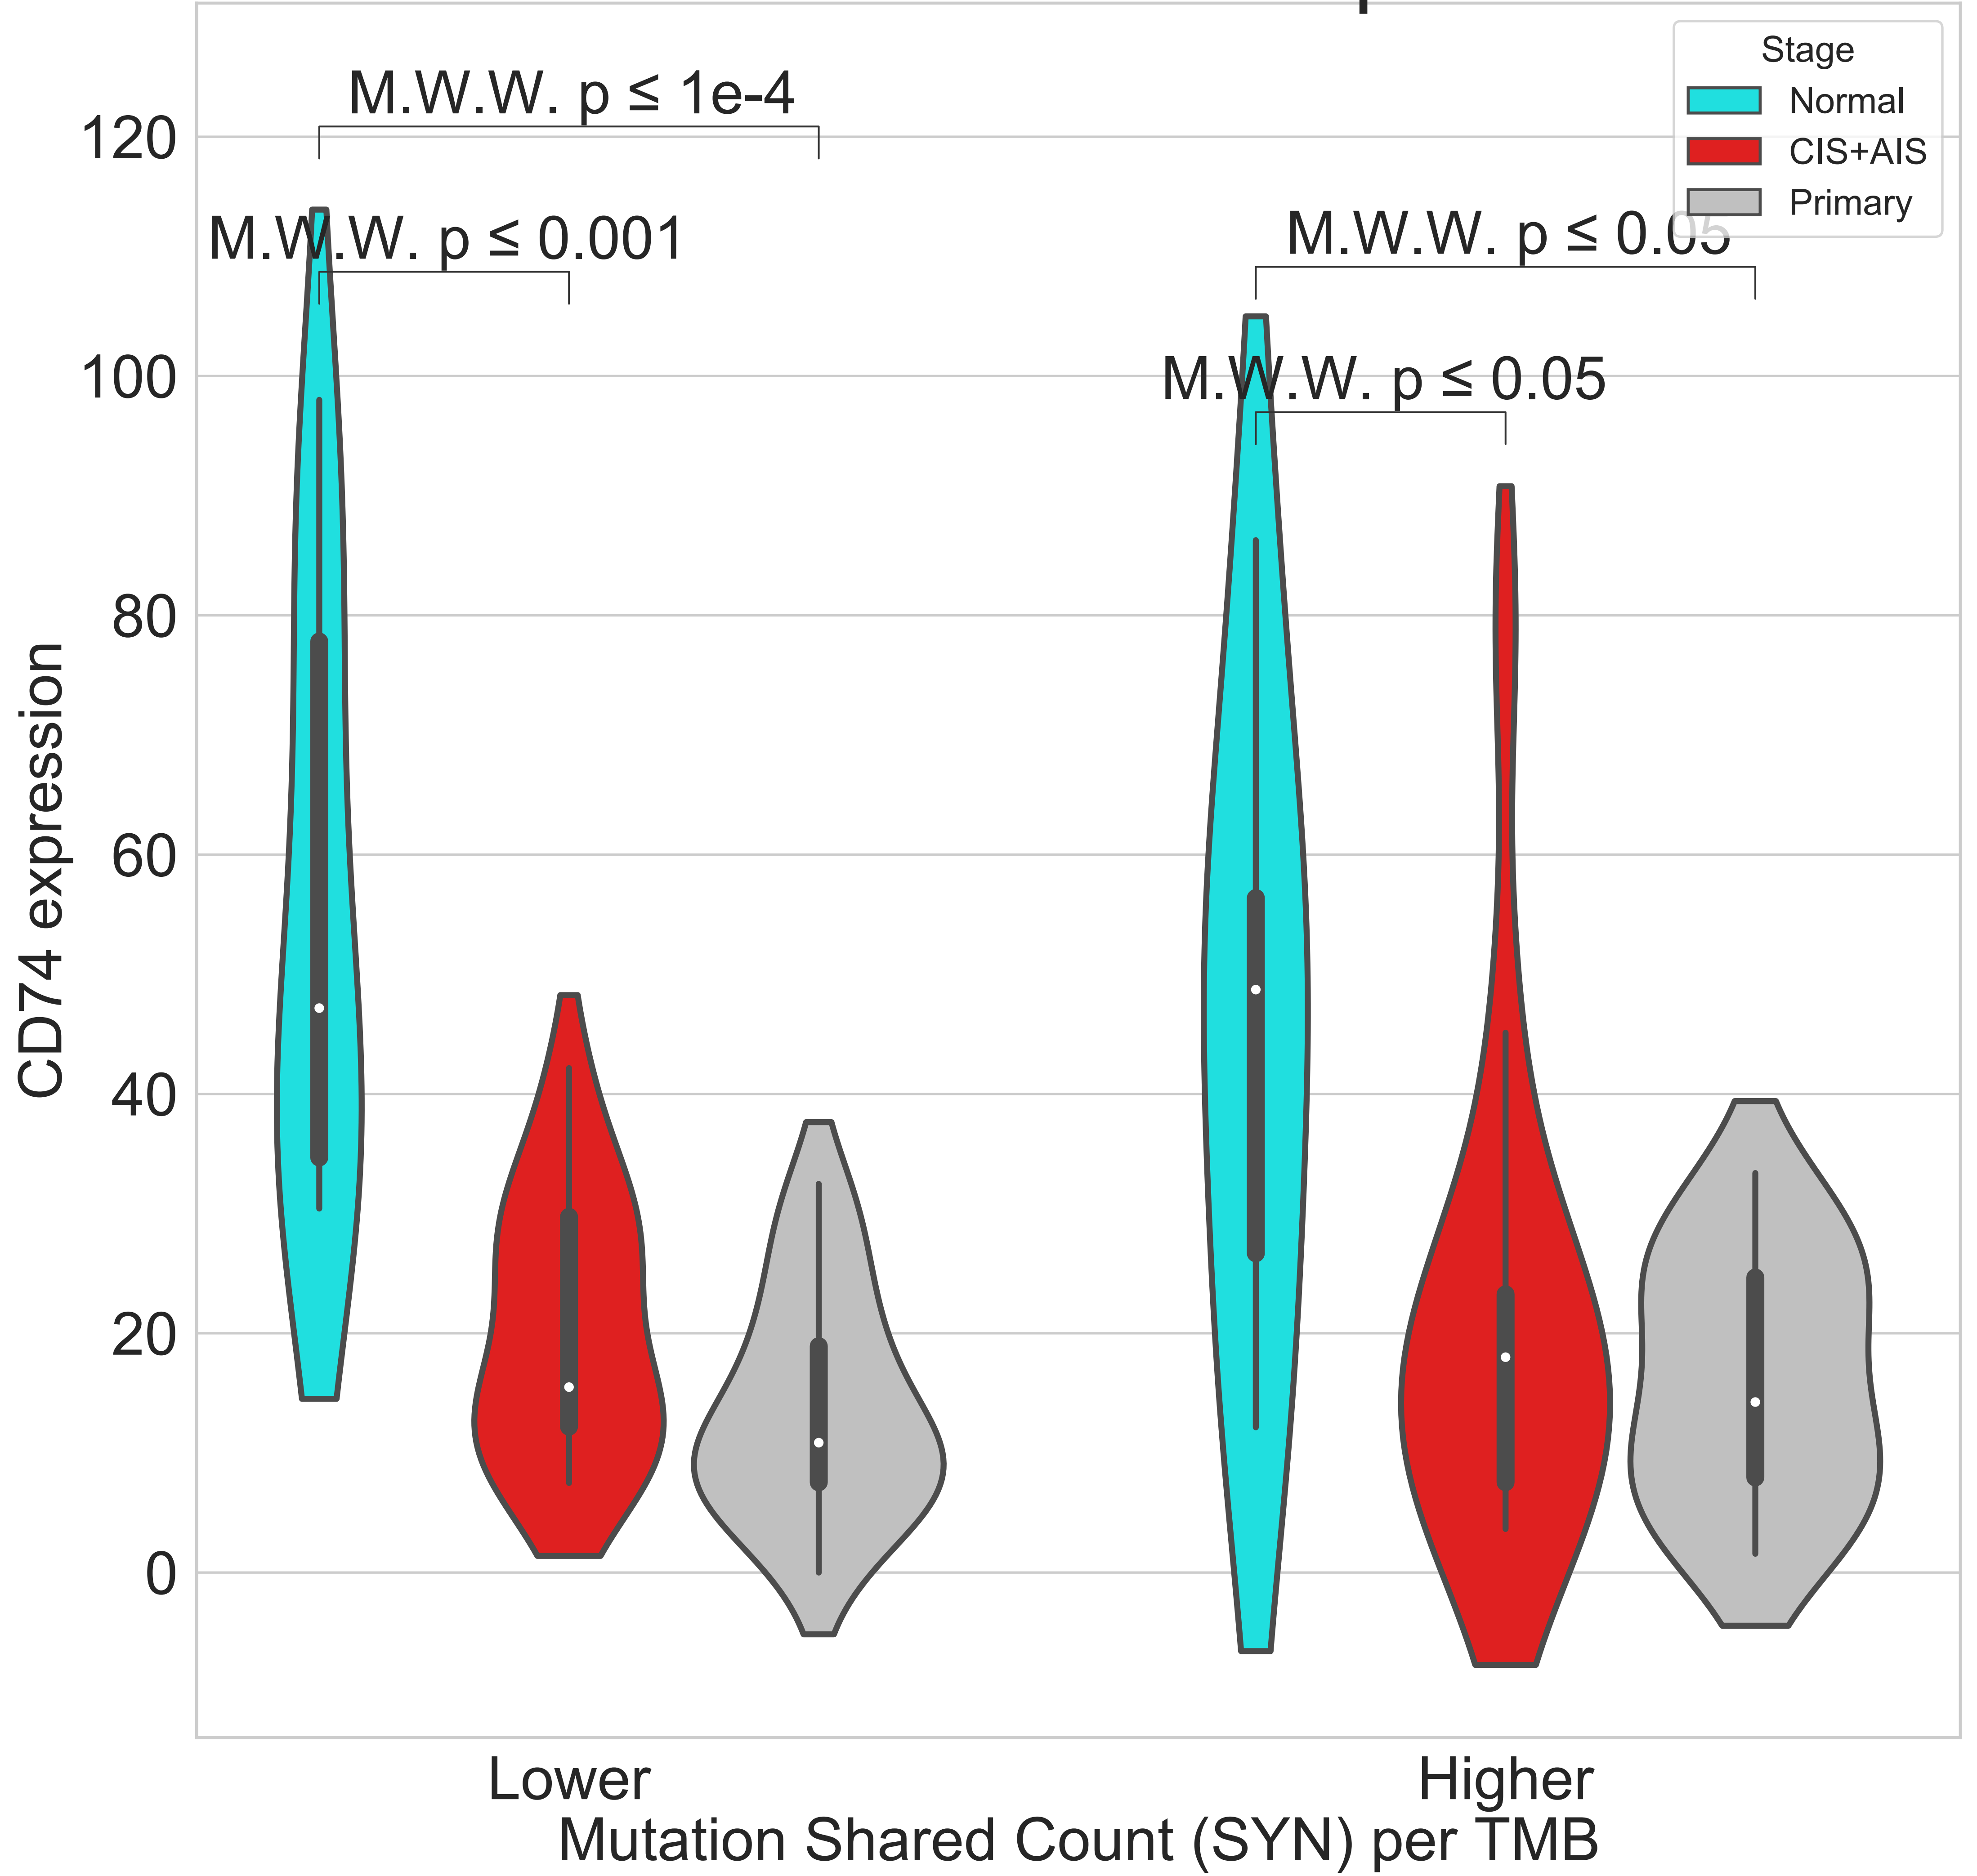 Stage
Normal
CIS+AIS
Primary
M.W.W. p ≤ 1e-4
M.W.W. p ≤ 0.001
M.W.W. p ≤ 0.05
M.W.W. p ≤ 0.05
120
100
80
60
40
20
0
CD74 expression
Lower
Higher
Mutation Shared Count (SYN) per TMB